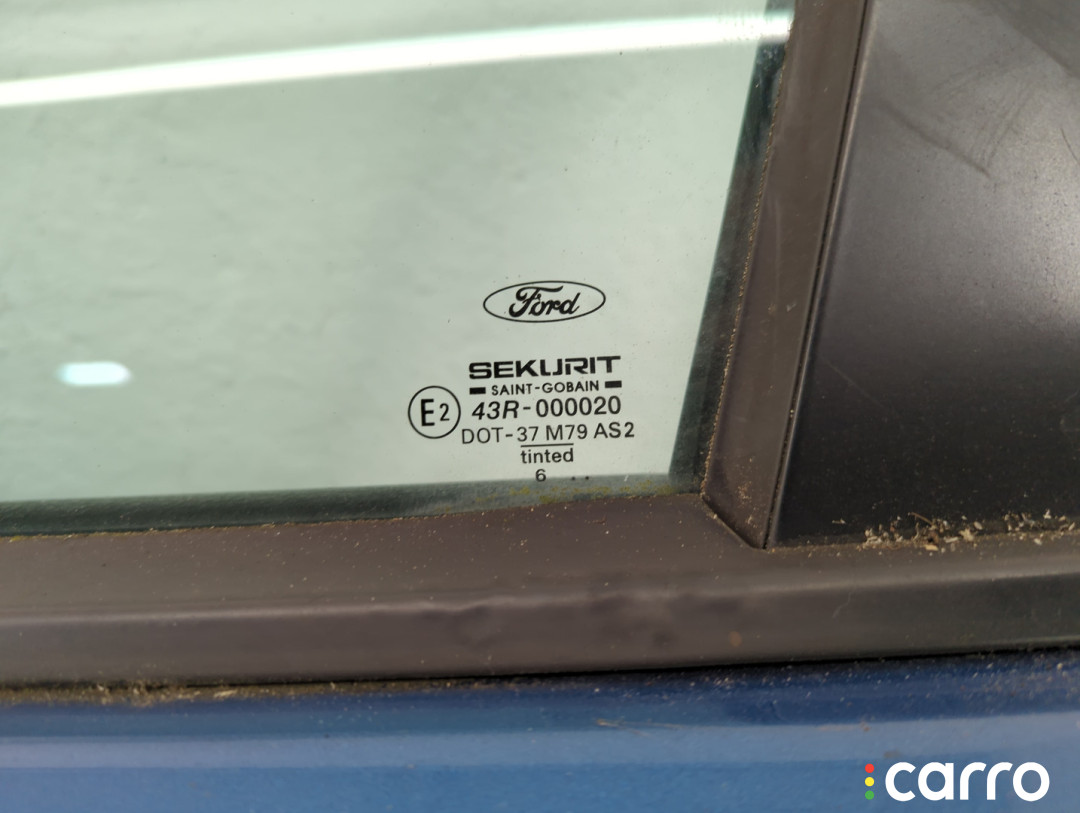 Ford
SEKURIT
SAINT-GOBAIN
E2 43R-000020
DOT-37 M79 AS2
tinted
6 . .
carro